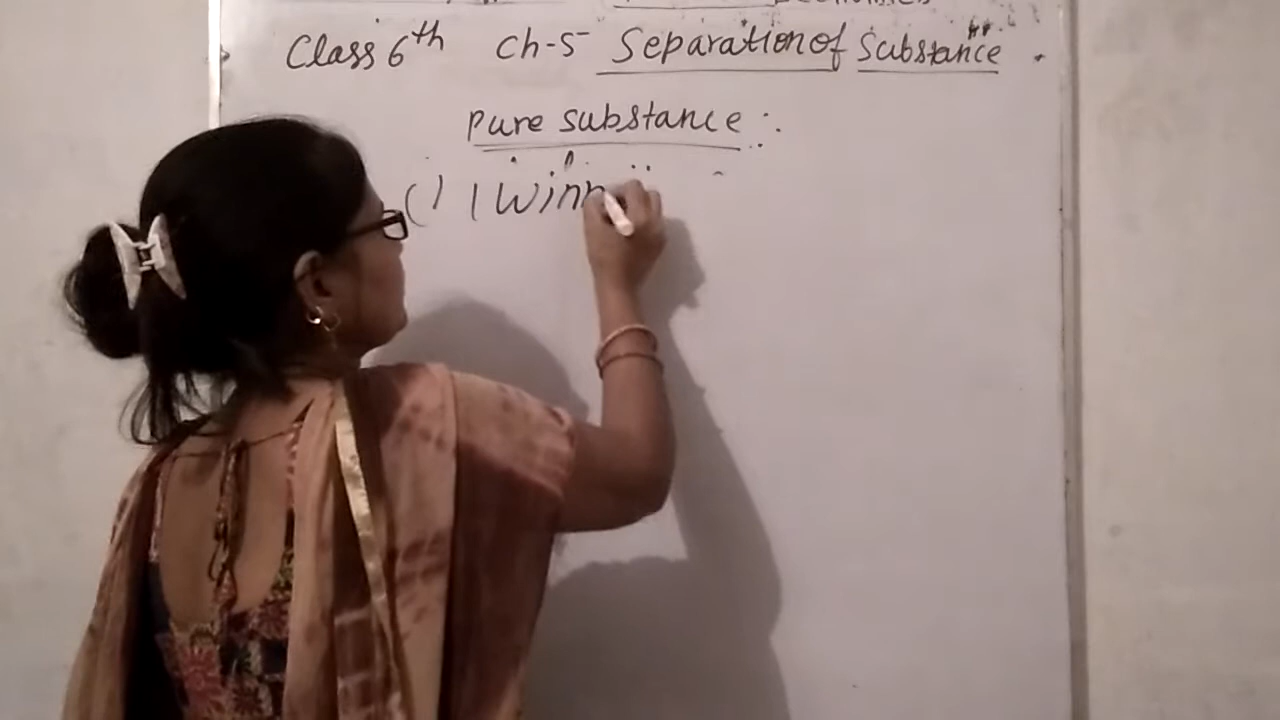 Class 6th Ch-5 Separation of Substance
Pure substance :
(1) Winn